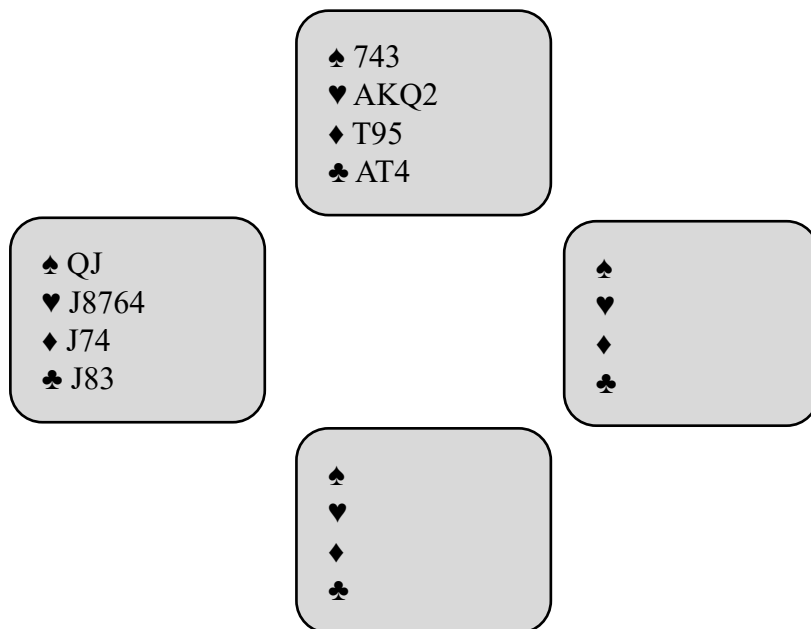 ♠ 743
♥ AKQ2
♦ T95
♣ AT4
♠ QJ
♥ J8764
♦ J74
♣ J83
♠
♥
♦
♣
♠
♥
♦
♣